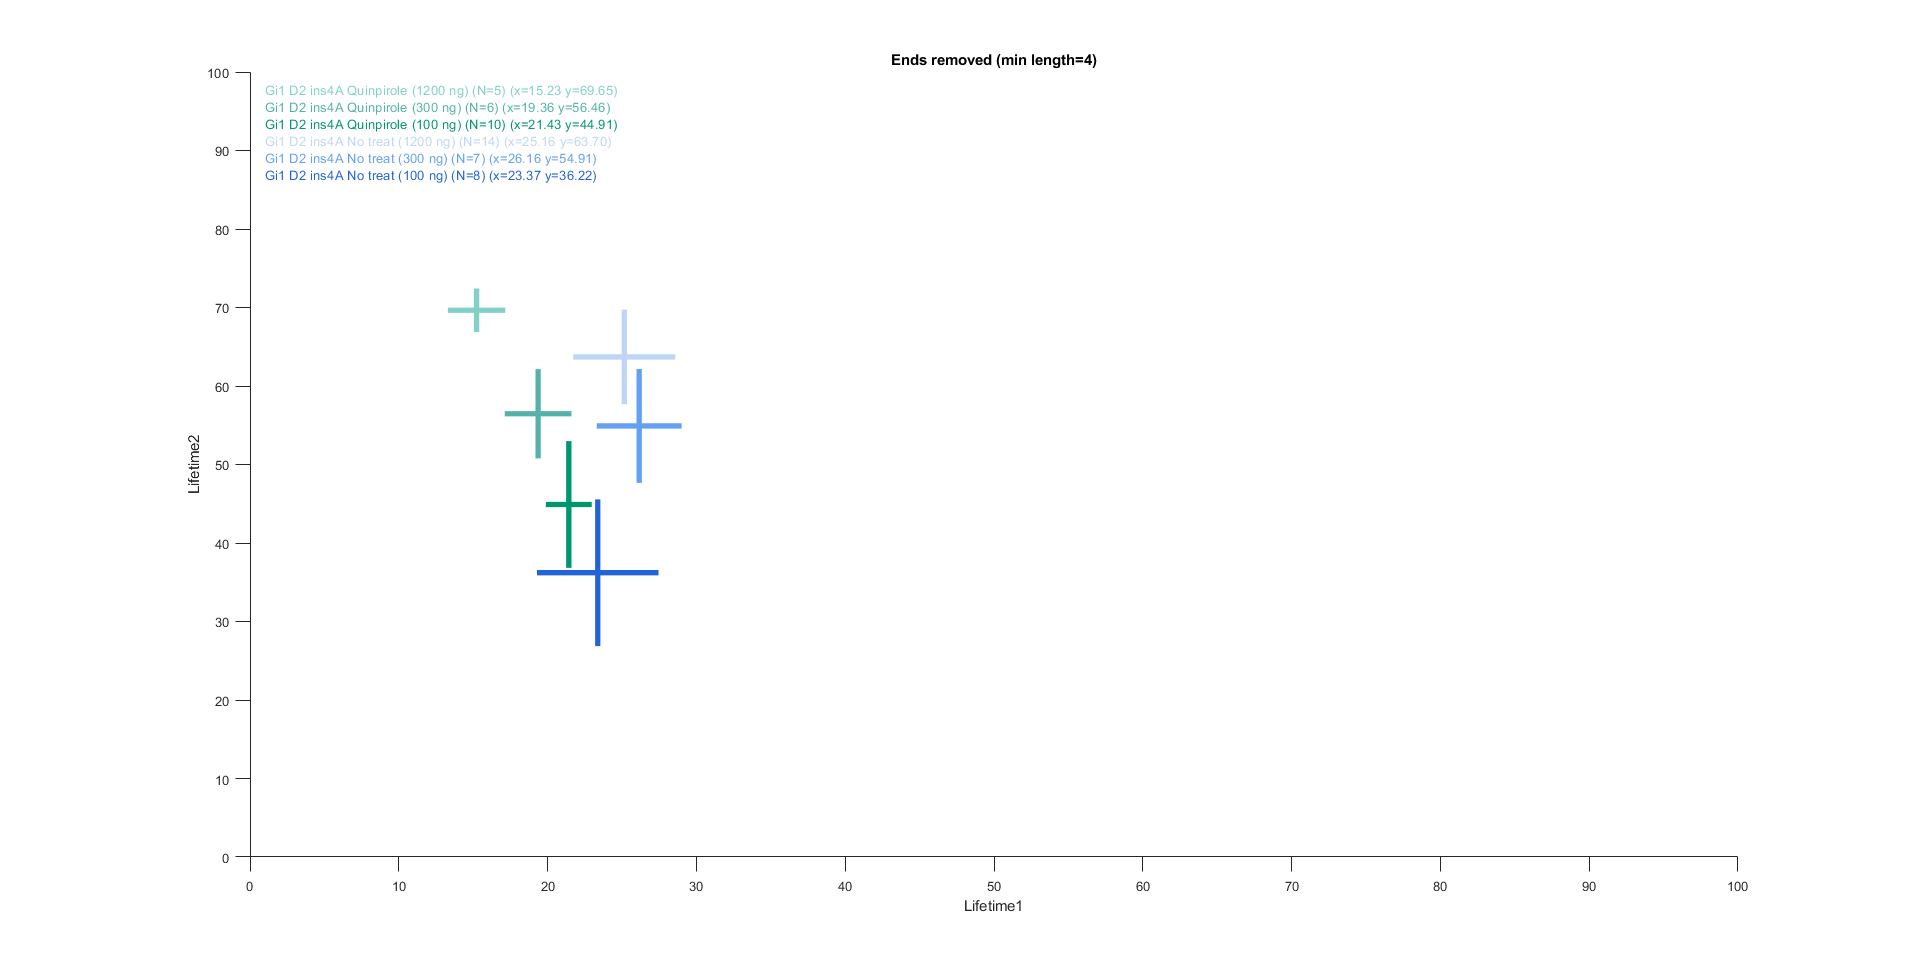 Ends removed (min length=4)
Gi1 D2 ins4A Quinpirole (1200 ng) (N=5) (x=15.23 y=69.65)
Gi1 D2 ins4A Quinpirole (300 ng) (N=6) (x=19.36 y=56.46)
Gi1 D2 ins4A Quinpirole (100 ng) (N=10) (x=21.43 y=44.91)
Gi1 D2 ins4A No treat (1200 ng) (N=14) (x=25.16 y=63.70)
Gi1 D2 ins4A No treat (300 ng) (N=7) (x=26.16 y=54.91)
Gi1 D2 ins4A No treat (100 ng) (N=8) (x=23.37 y=36.22)
100
90
80
70
60
50
40
30
20
10
0
Lifetime2
0 10 20 30 40 50 60 70 80 90 100
Lifetime1